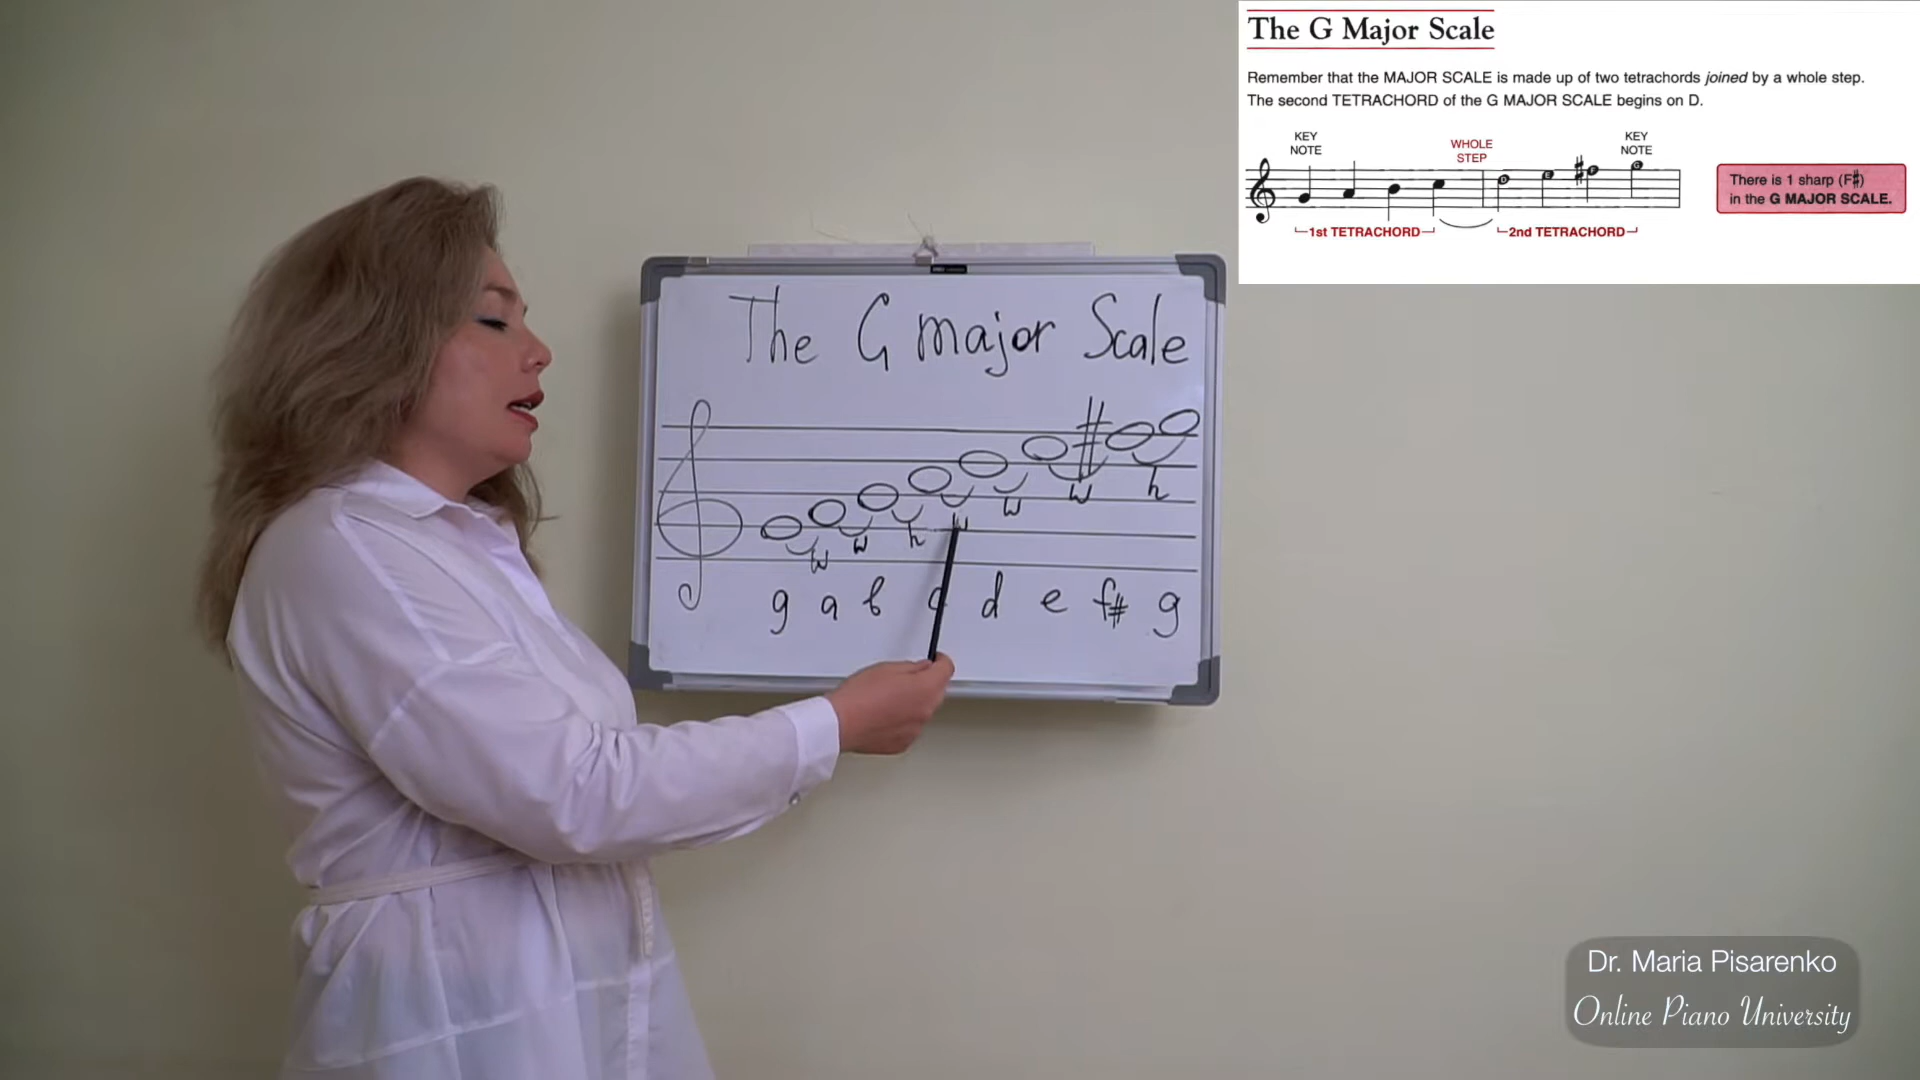 The G Major Scale
Remember that the MAJOR SCALE is made up of two tetrachords joined by a whole step.
The second TETRACHORD of the G MAJOR SCALE begins on D.
KEY NOTE
WHOLE STEP
KEY NOTE
D E G
There is 1 sharp (F#)
in the G MAJOR SCALE.
1st TETRACHORD
2nd TETRACHORD
The G major Scale
w w h w w w h
g a b c d e f# g
Dr. Maria Pisarenko
Online Piano University